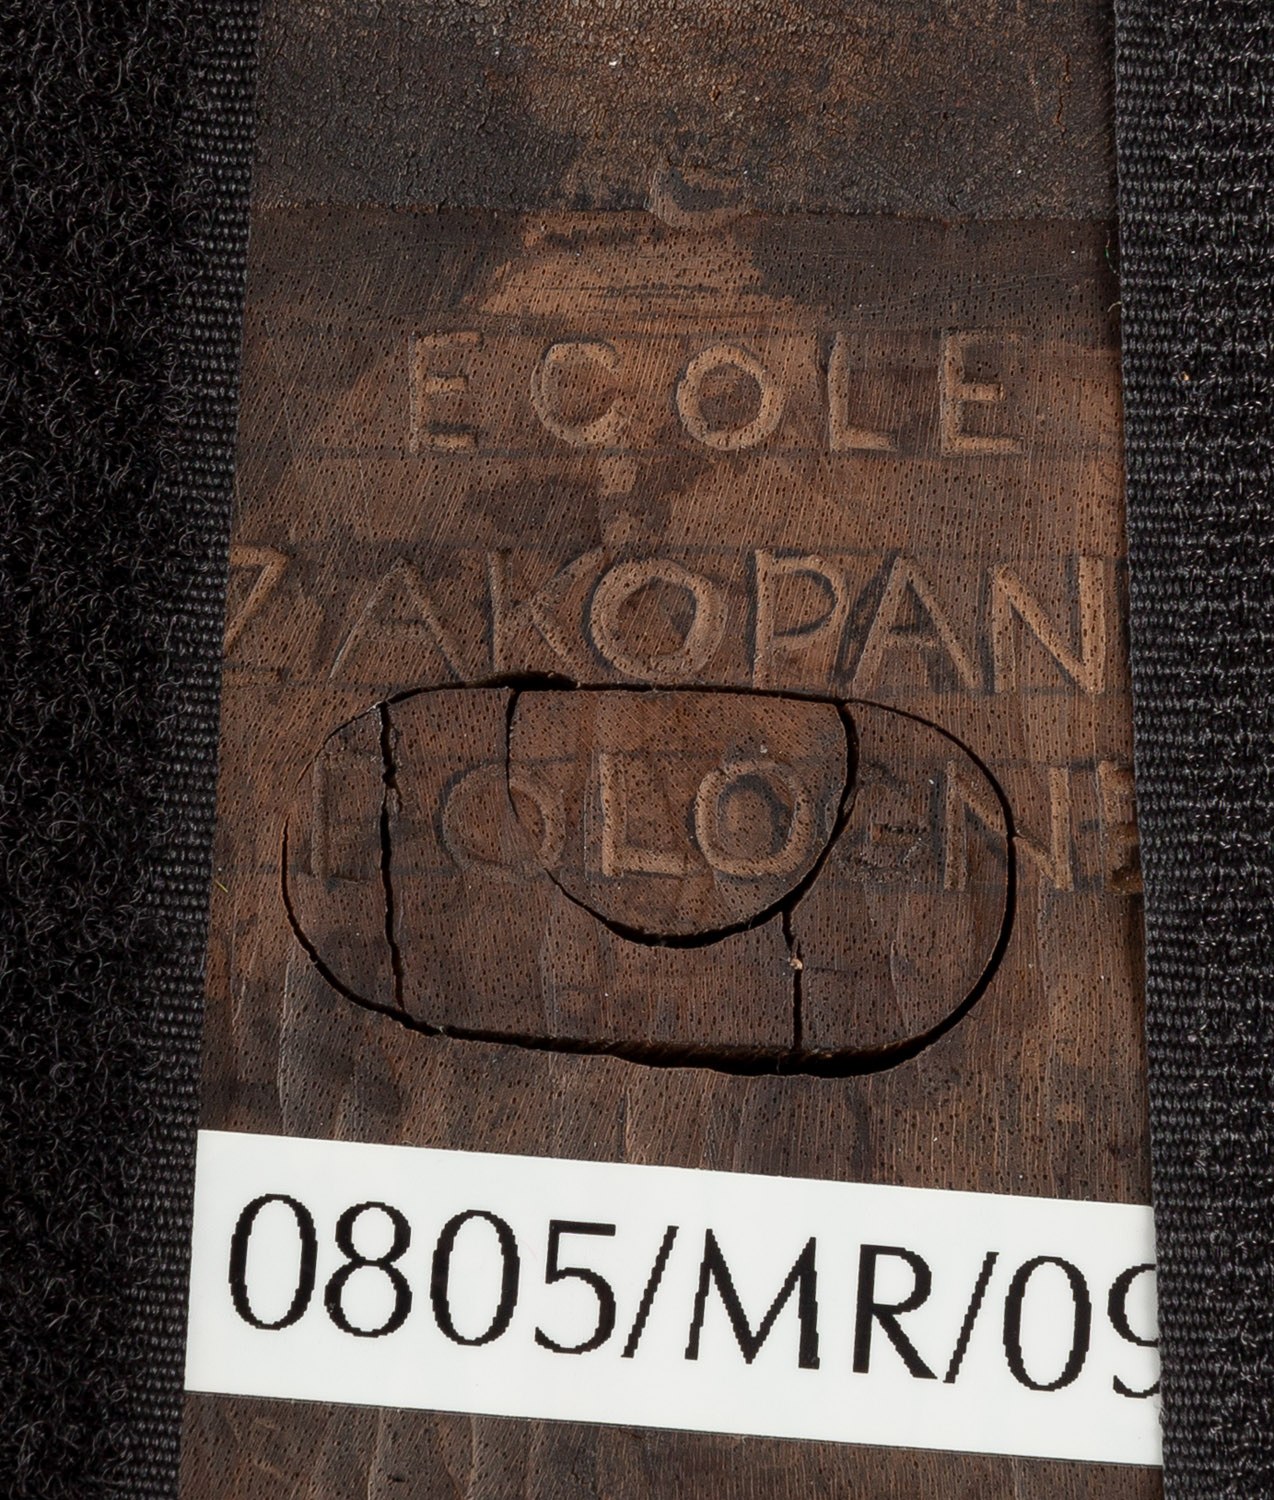 ECOLE
ZAKOPAN
POLOGNE
0805/MR/09